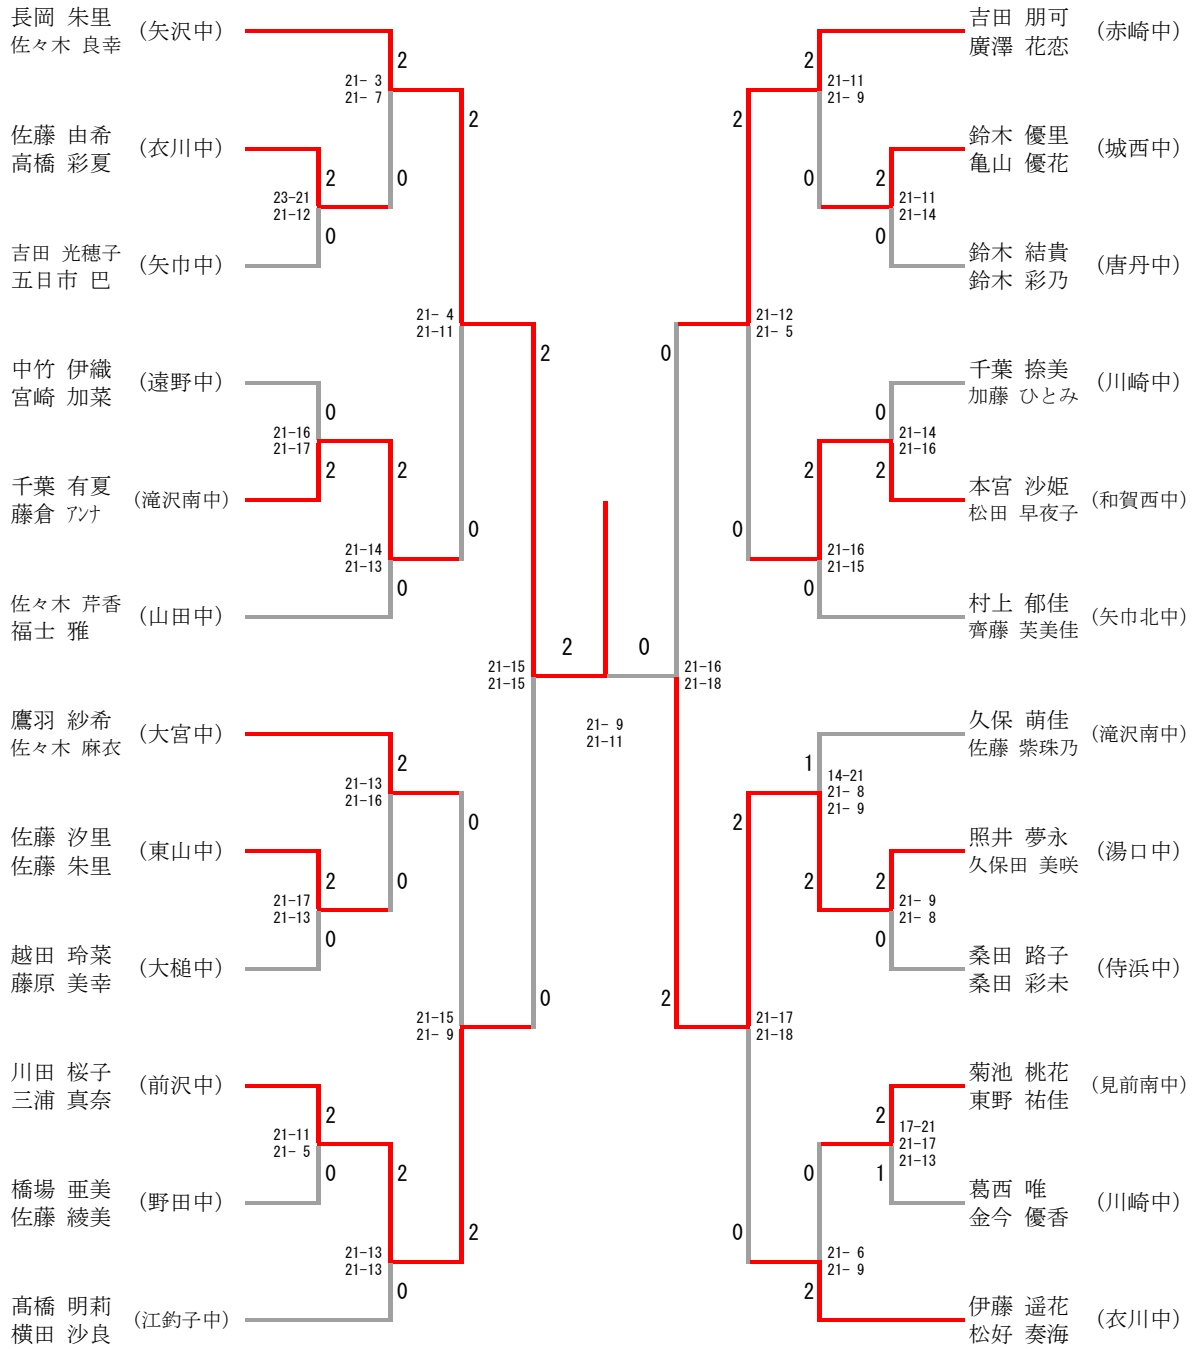 長岡 朱里
佐々木 良幸
(矢沢中)
佐藤 由希
高橋 彩夏
(衣川中)
吉田 光穂子
五日市 巴
(矢巾中)
中竹 伊織
宮崎 加菜
(遠野中)
千葉 有夏
藤倉 アンナ
(滝沢南中)
佐々木 芹香
福士 雅
(山田中)
鷹羽 紗希
佐々木 麻衣
(大宮中)
佐藤 汐里
佐藤 朱里
(東山中)
越田 玲菜
藤原 美幸
(大槌中)
川田 桜子
三浦 真奈
(前沢中)
橋場 亜美
佐藤 綾美
(野田中)
髙橋 明莉
横田 沙良
(江釣子中)
2
21- 3
21- 7
0
2
23-21
21-12
0
2
21- 4
21-11
0
0
21-16
21-17
2
2
21-14
21-13
0
2
21-15
21-15
0
2
21-13
21-16
0
2
21-17
21-13
0
0
21-15
21- 9
2
2
21-11
21- 5
0
2
21-13
21-13
0
2
0
21- 9
21-11
2
21-11
21- 9
0
2
21-11
21-14
0
2
21-12
21- 5
0
0
21-14
21-16
2
2
21-16
21-15
0
0
21-16
21-18
2
1
14-21
21- 8
21- 9
2
2
21- 9
21- 8
0
2
21-17
21-18
0
2
17-21
21-17
21-13
1
0
21- 6
21- 9
2
吉田 朋可
廣澤 花恋
(赤崎中)
鈴木 優里
亀山 優花
(城西中)
鈴木 結貴
鈴木 彩乃
(唐丹中)
千葉 捺美
加藤 ひとみ
(川崎中)
本宮 沙姫
松田 早夜子
(和賀西中)
村上 郁佳
齊藤 芙美佳
(矢巾北中)
久保 萌佳
佐藤 紫珠乃
(滝沢南中)
照井 夢永
久保田 美咲
(湯口中)
桑田 路子
桑田 彩未
(侍浜中)
菊池 桃花
東野 祐佳
(見前南中)
葛西 唯
金今 優香
(川崎中)
伊藤 遥花
松好 奏海
(衣川中)